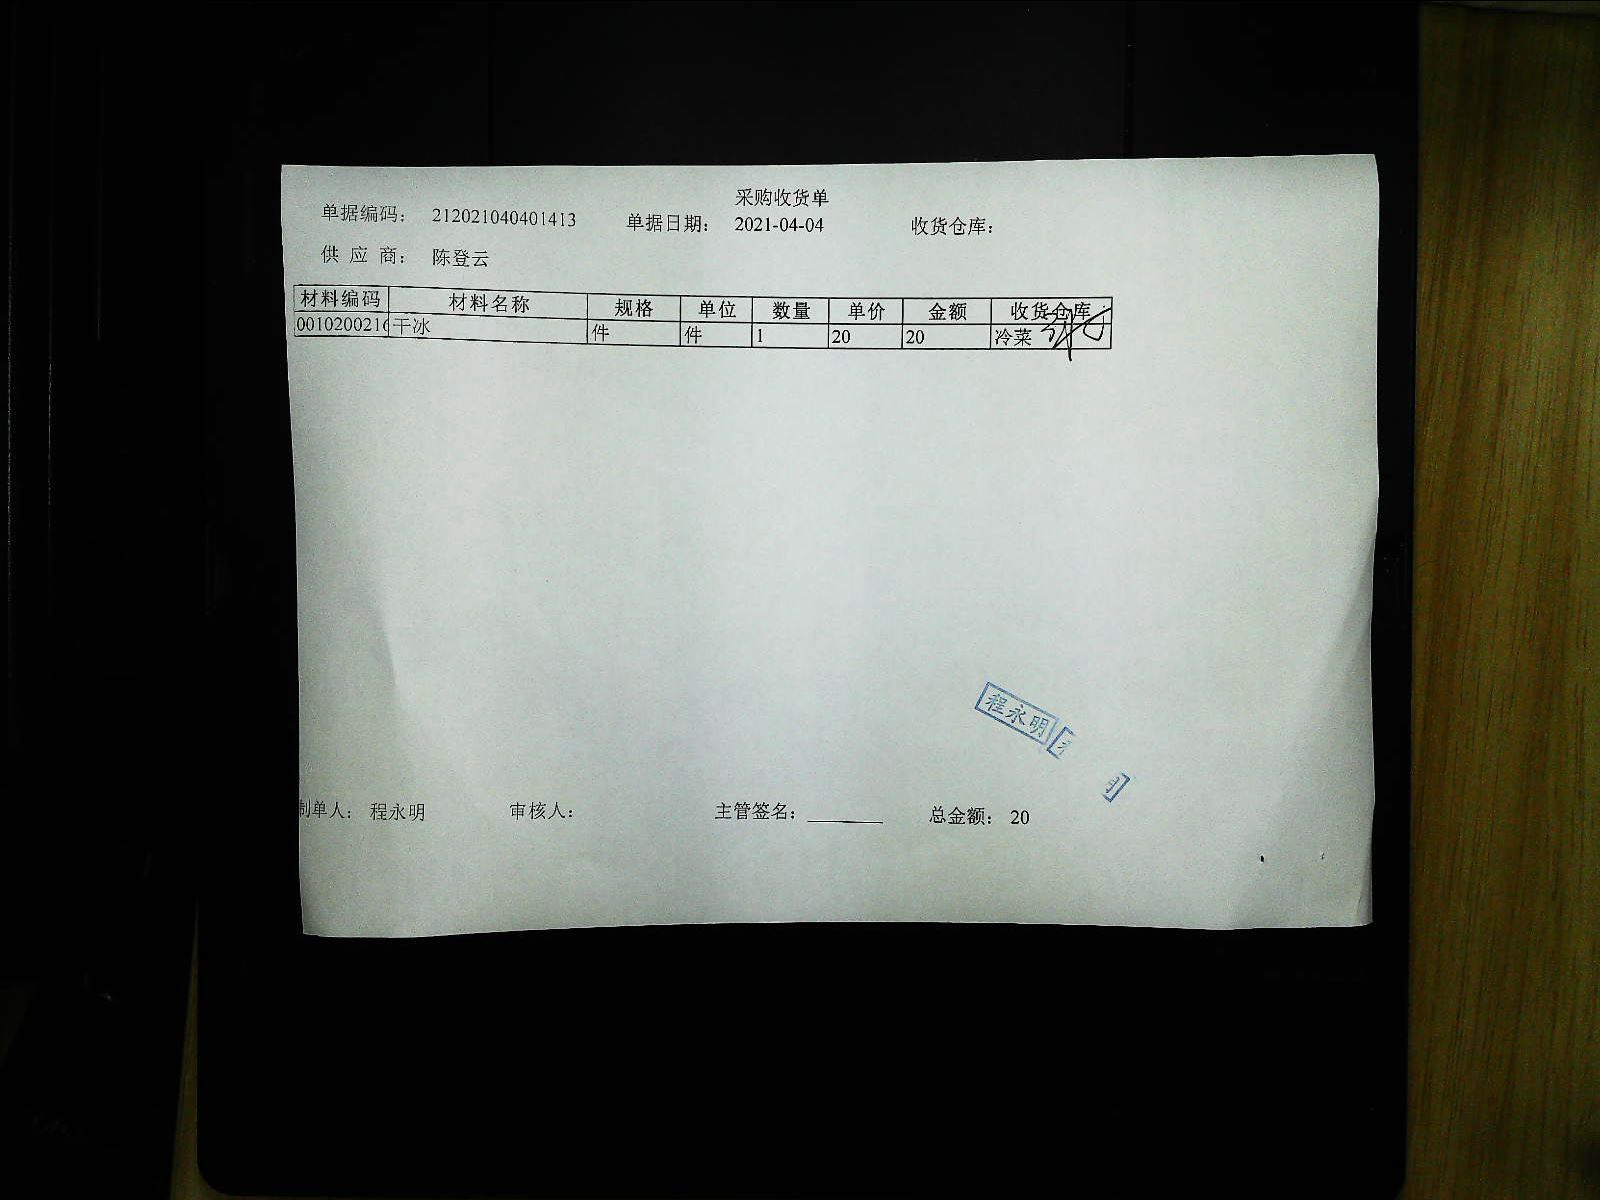 采购收货单
单据编码： 212021040401413 单据日期： 2021-04-04 收货仓库：
供 应 商： 陈登云
材料编码 材料名称 规格 单位 数量 单价 金额 收货仓库
001020021 干冰 件 件 1 20 20 冷菜
程永明
制单人： 程永明 审核人： 主管签名： 总金额： 20